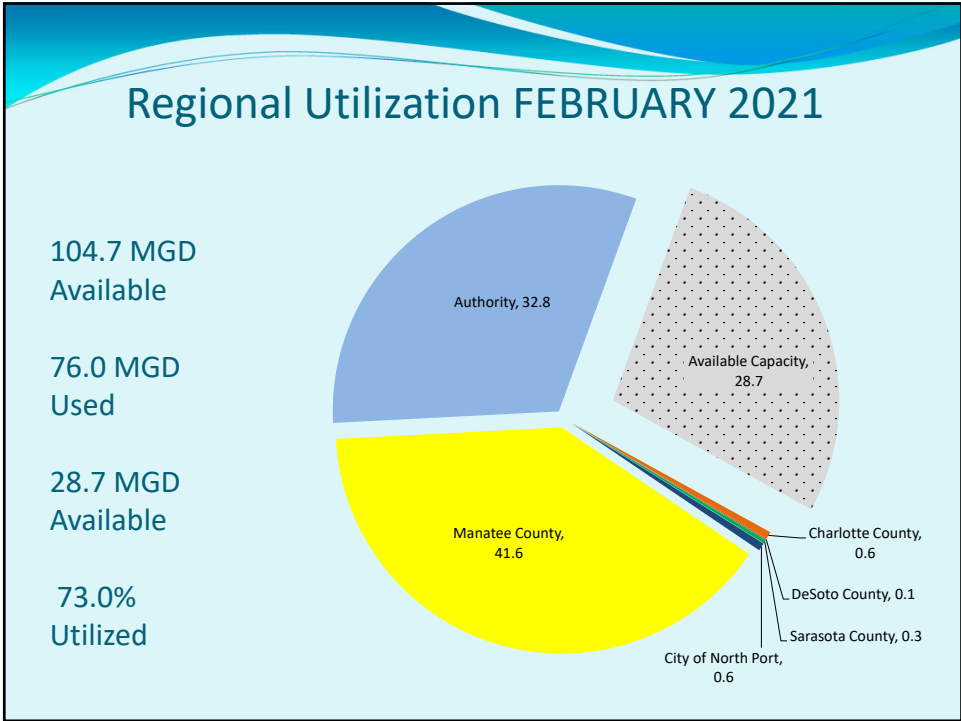 Regional Utilization FEBRUARY 2021
104.7 MGD
Available
76.0 MGD
Used
28.7 MGD
Available
73.0%
Utilized
Authority, 32.8
Available Capacity,
28.7
Manatee County,
41.6
Charlotte County,
0.6
DeSoto County, 0.1
Sarasota County, 0.3
City of North Port,
0.6